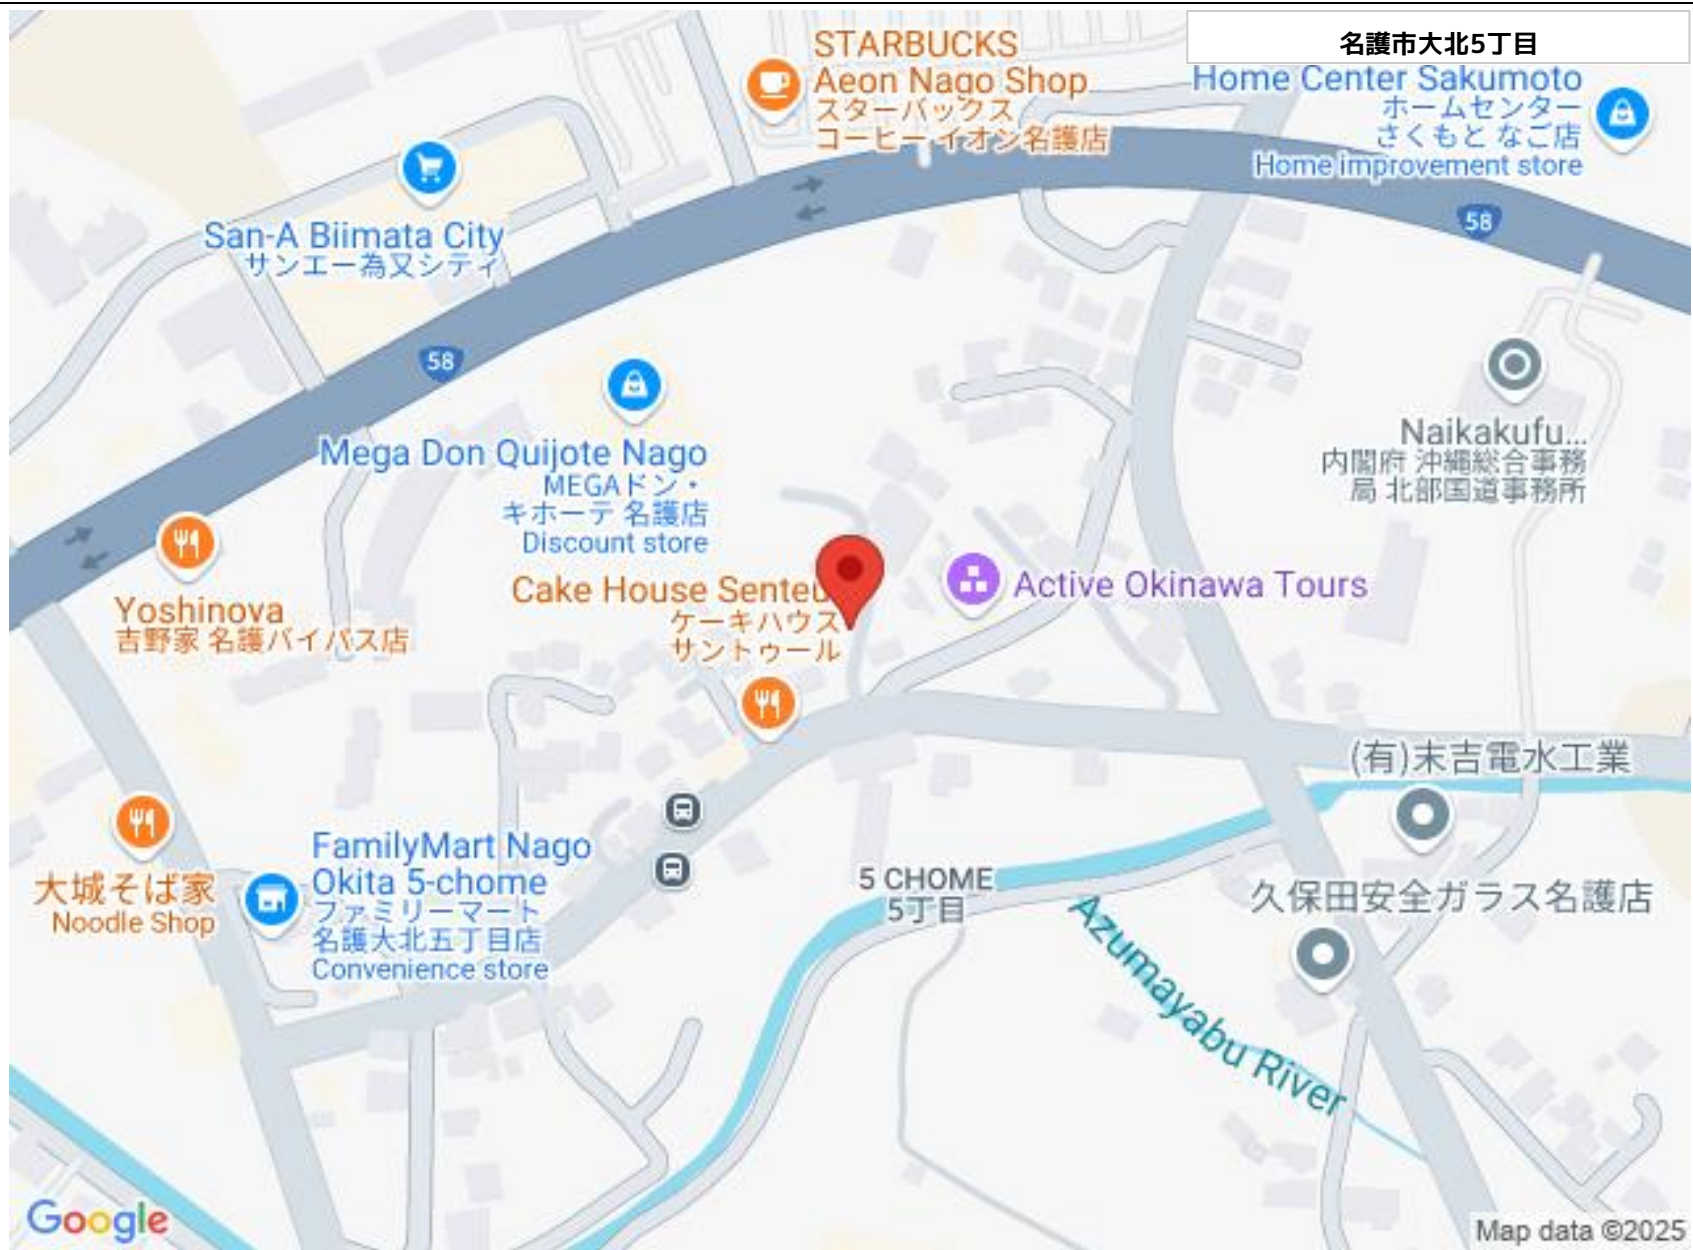 名護市大北5丁目
STARBUCKS
Aeon Nago Shop
スターバックス
コーヒー イオン名護店
Home Center Sakumoto
ホームセンター
さくもと なご店
Home improvement store
San-A Biimata City
サンエー為又シティ
58
58
Mega Don Quijote Nago
MEGAドン・
キホーテ 名護店
Discount store
Naikakufu...
内閣府 沖縄総合事務
局 北部国道事務所
Yoshinoya
吉野家 名護バイパス店
Cake House Senteu
ケーキハウス
サントゥール
Active Okinawa Tours
(有)末吉電水工業
大城そば家
Noodle Shop
FamilyMart Nago
Okita 5-chome
ファミリーマート
名護大北五丁目店
Convenience store
5 CHOME
5丁目
久保田安全ガラス名護店
Azumayabu River
Google
Map data ©2025